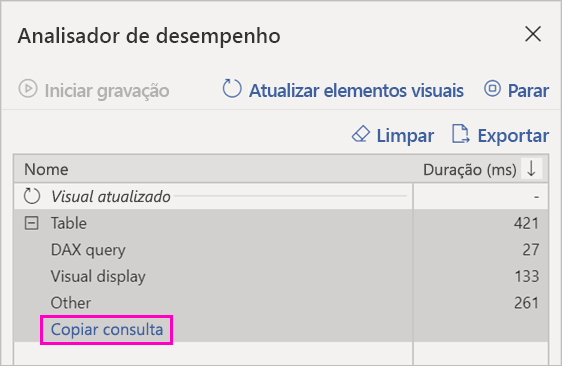 Analisador de desempenho
Iniciar gravação Atualizar elementos visuais Parar
Limpar Exportar
Nome Duração (ms)
Visual atualizado -
Table 421
DAX query 27
Visual display 133
Other 261
Copiar consulta